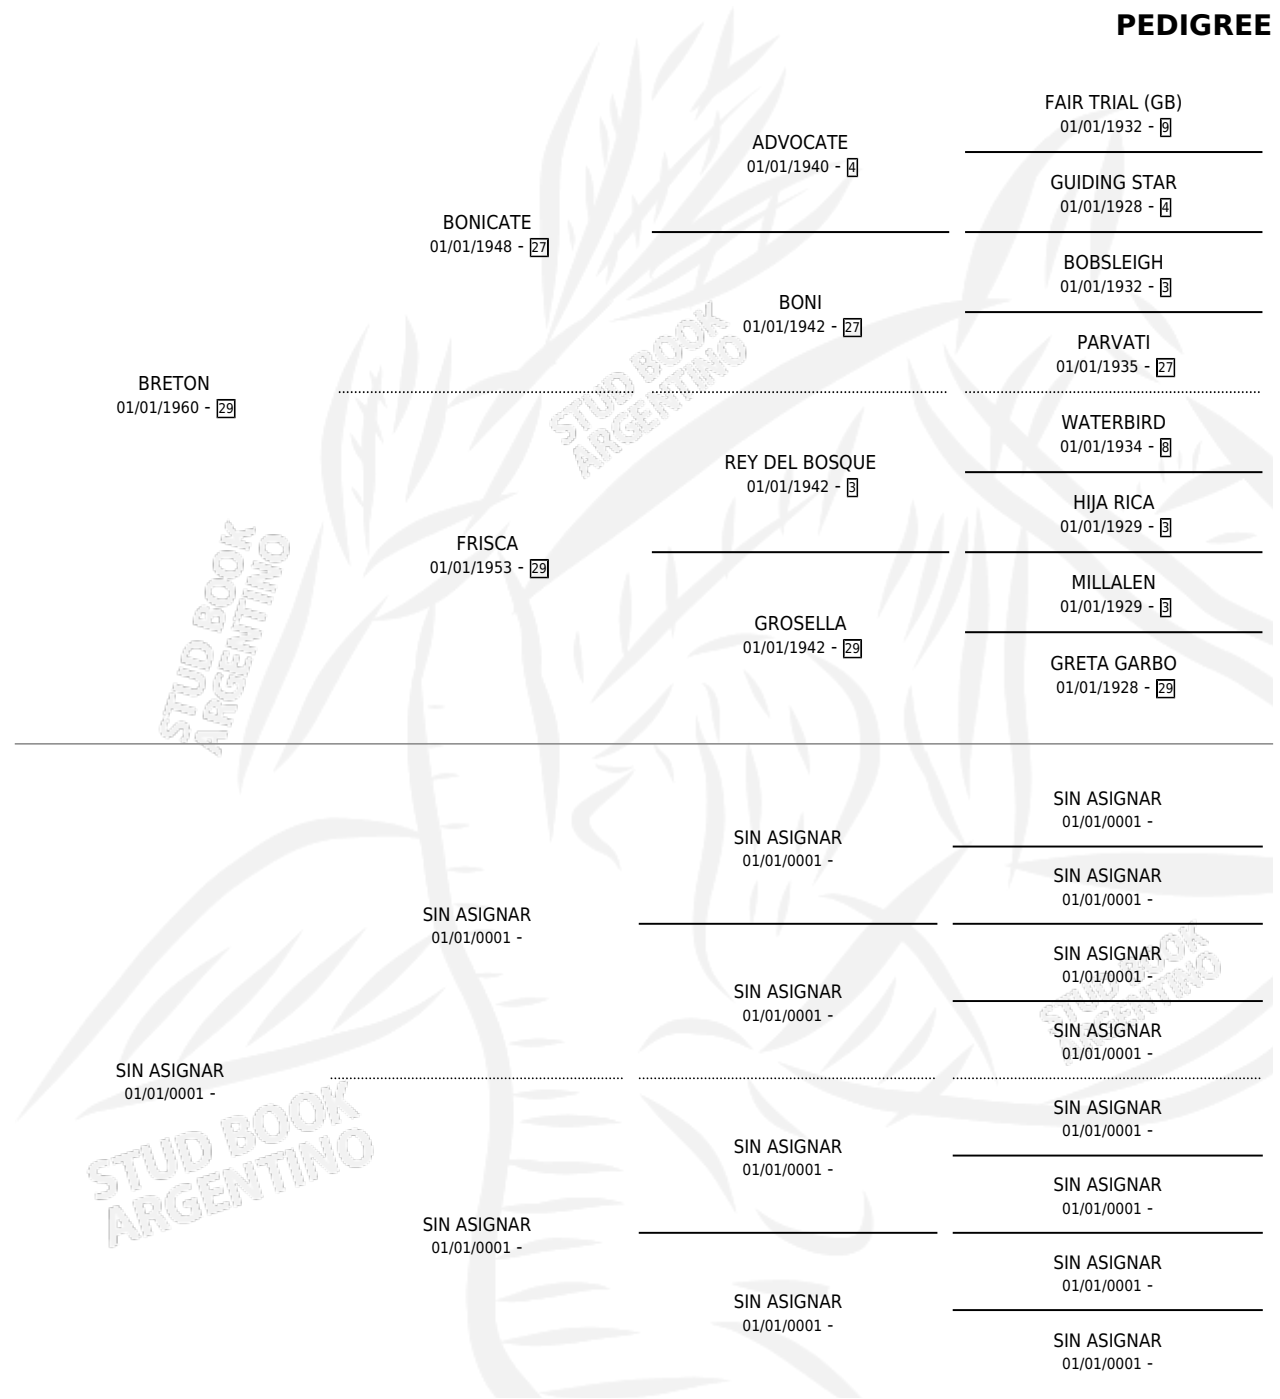 PEDIGREE
FAIR TRIAL (GB)
01/01/1932 - 9
ADVOCATE
01/01/1940 - 4
GUIDING STAR
01/01/1928 - 4
BONICATE
01/01/1948 - 27
BOBSLEIGH
01/01/1932 - 3
BONI
01/01/1942 - 27
PARVATI
01/01/1935 - 27
BRETON
01/01/1960 - 29
WATERBIRD
01/01/1934 - 8
REY DEL BOSQUE
01/01/1942 - 3
HIJA RICA
01/01/1929 - 3
FRISCA
01/01/1953 - 29
MILLALEN
01/01/1929 - 3
GROSELLA
01/01/1942 - 29
GRETA GARBO
01/01/1928 - 29
STUD BOOK
ARGENTINO
STUD BOOK
ARGENTINO
SIN ASIGNAR
01/01/0001 -
SIN ASIGNAR
01/01/0001 -
SIN ASIGNAR
01/01/0001 -
SIN ASIGNAR
01/01/0001 -
SIN ASIGNAR
01/01/0001 -
SIN ASIGNAR
01/01/0001 -
SIN ASIGNAR
01/01/0001 -
SIN ASIGNAR
01/01/0001 -
SIN ASIGNAR
01/01/0001 -
SIN ASIGNAR
01/01/0001 -
SIN ASIGNAR
01/01/0001 -
SIN ASIGNAR
01/01/0001 -
SIN ASIGNAR
01/01/0001 -
SIN ASIGNAR
01/01/0001 -
SIN ASIGNAR
01/01/0001 -
STUD BOOK
ARGENTINO
STUD BOOK
ARGENTINO